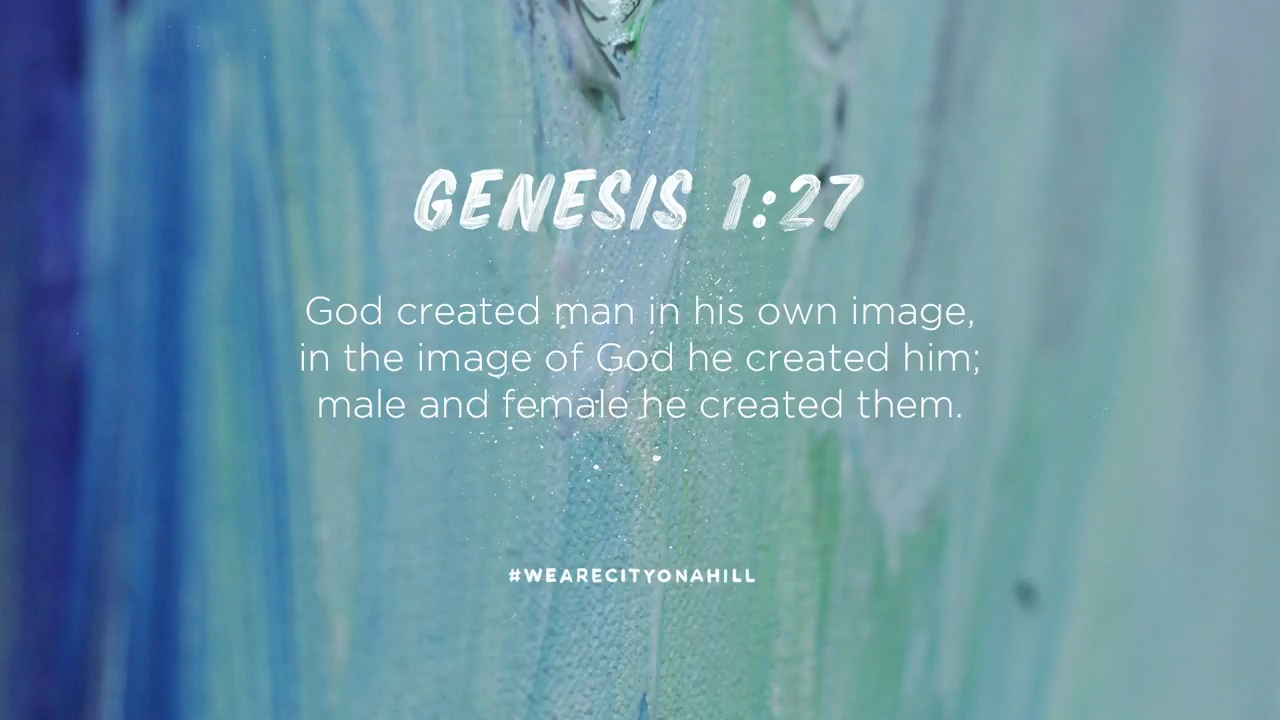 GENESIS 1:27
God created man in his own image,
in the image of God he created him;
male and female he created them.
#WEARECITYONAHILL